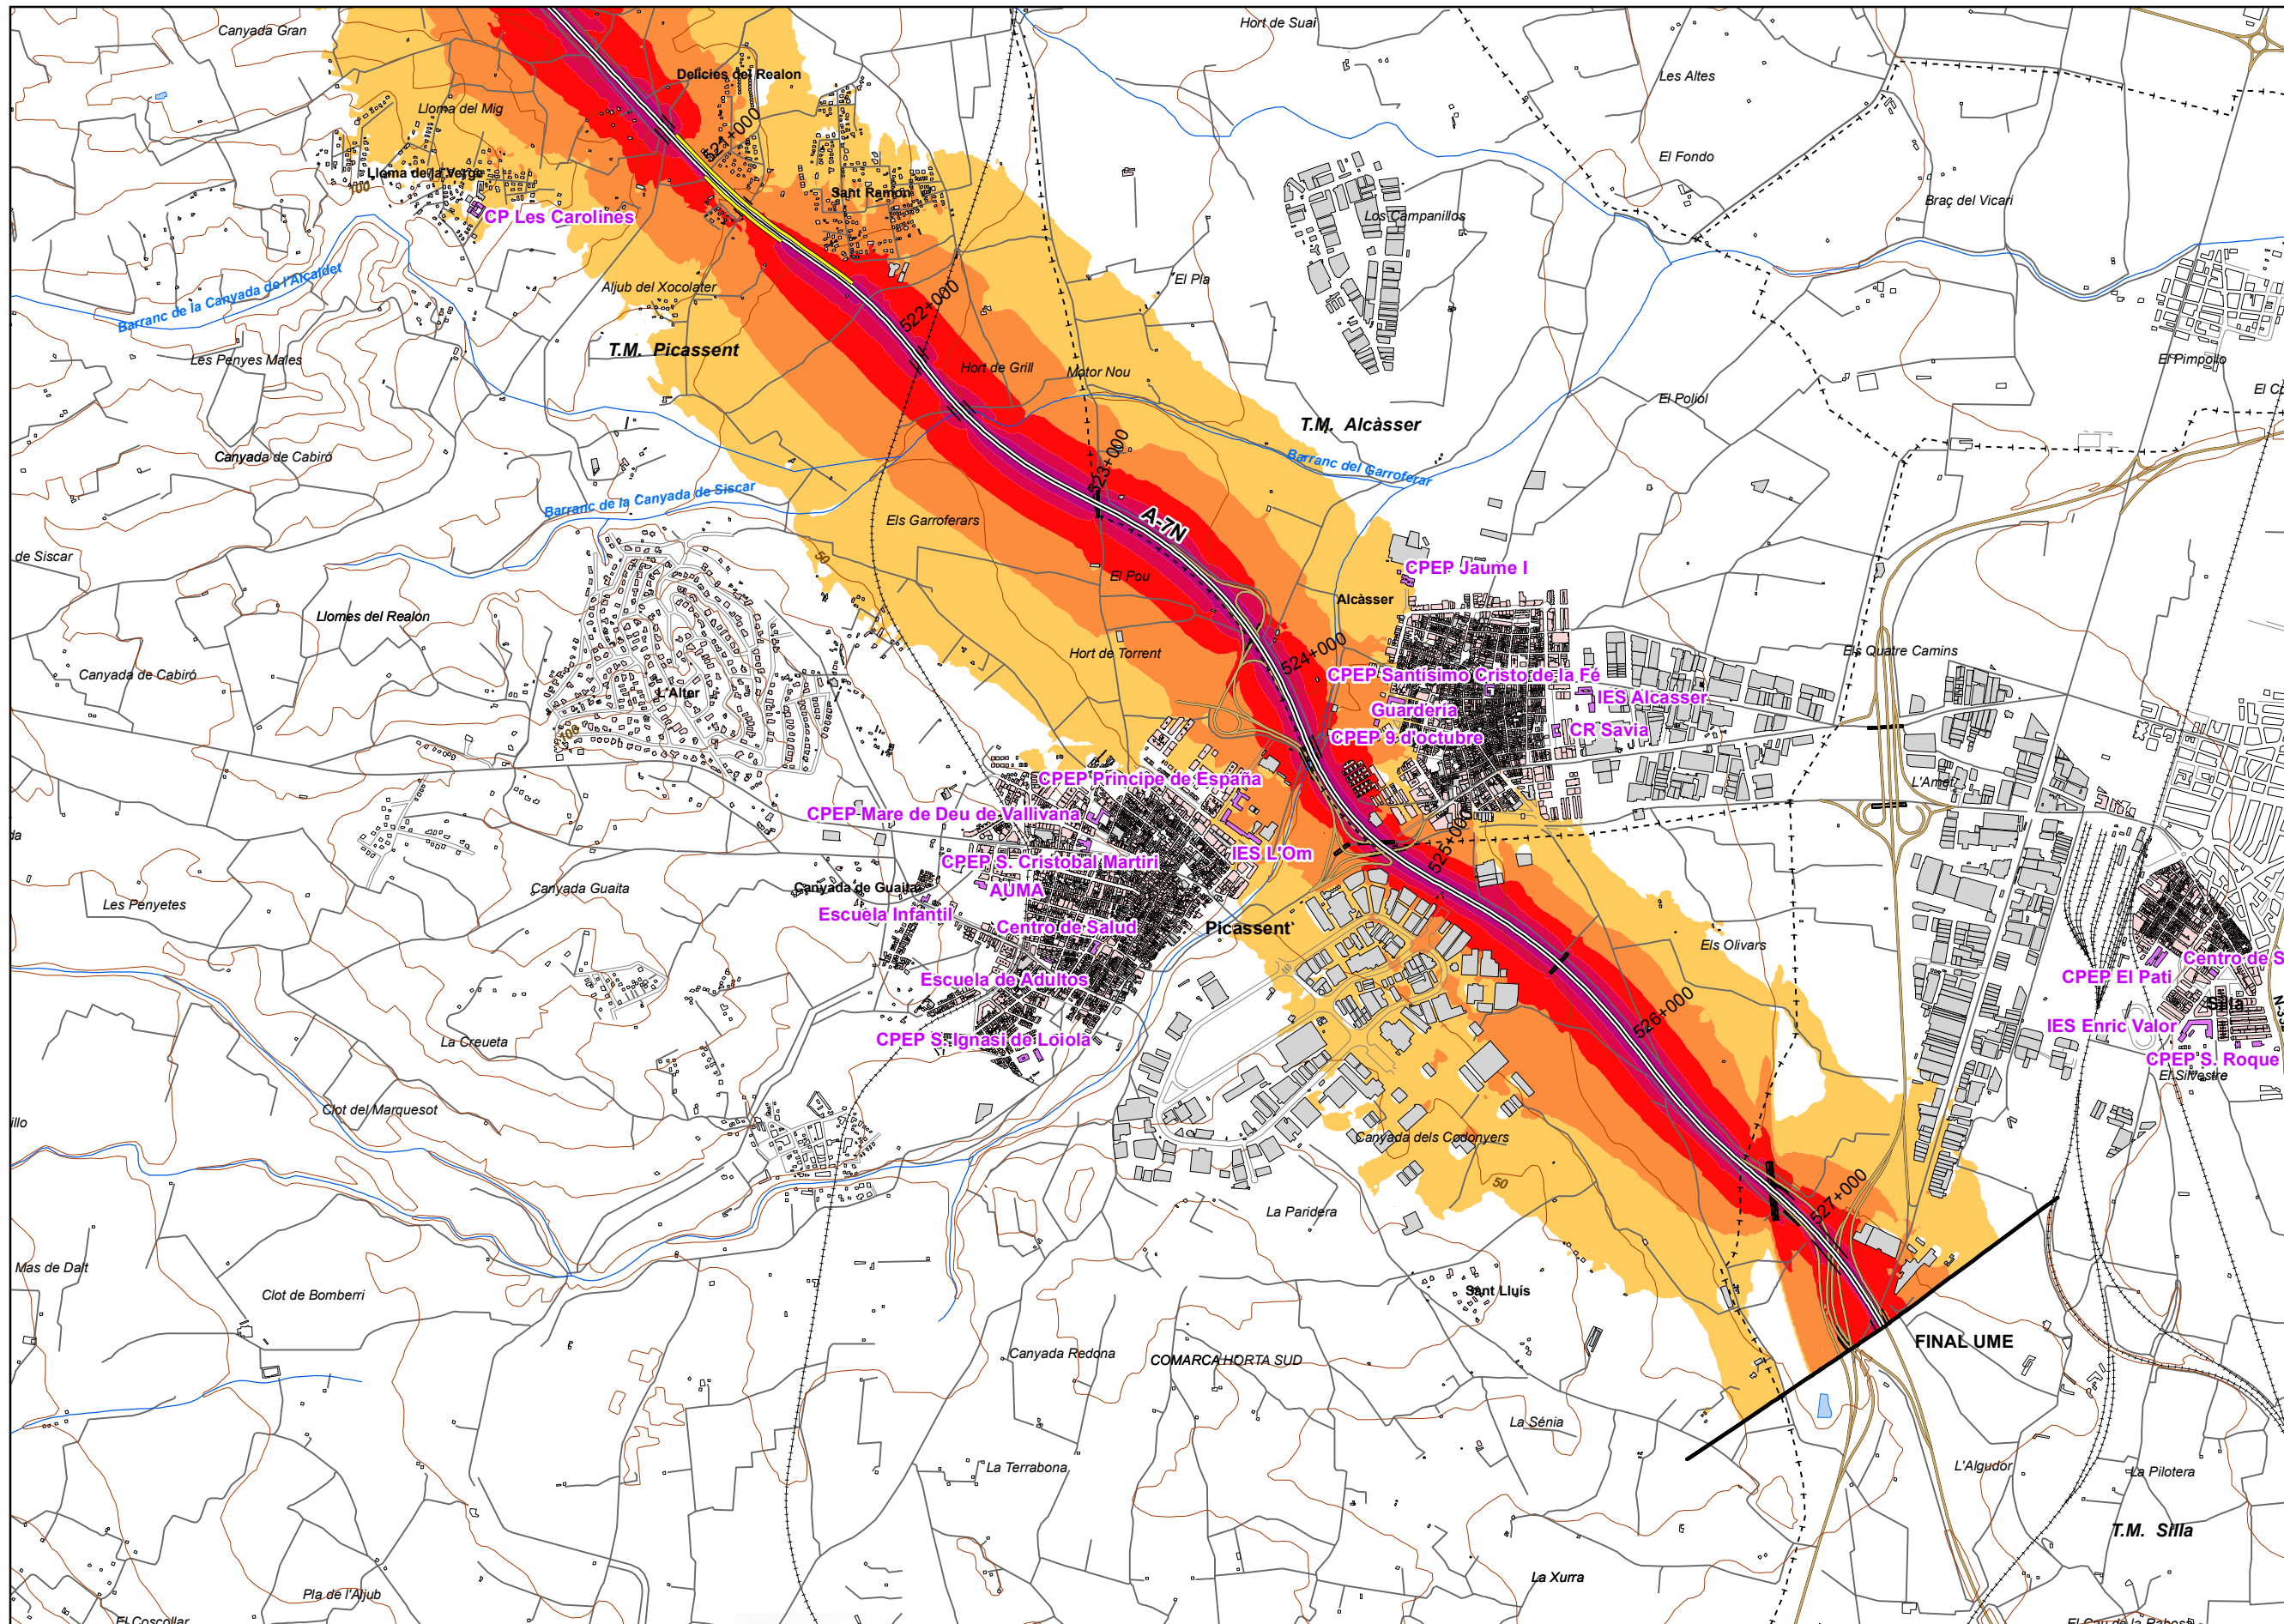 Canyada Gran
Hort de Suai
Delícies del Realon
Les Altes
Lloma del Mig
521+000
El Fondo
Lloma de la Verge
100
Sant Ramon
Braç del Vicari
CP Les Carolines
Los Campanillos
Barranc de la Canyada de l'Alcaidet
Aljub del Xocolater
El Pla
522+000
T.M. Picassent
Les Penyes Males
El Pimpollo
Hort de Grill
Motor Nou
El Poliol
T.M. Alcàsser
Canyada de Cabiró
523+000
Barranc del Garroferar
Barranc de la Canyada de Siscar
Els Garroferars
A-7N
de Siscar
50
El Pou
CPEP Jaume I
Alcàsser
Llomes del Realon
Hort de Torrent
524+000
Els Quatre Camins
Canyada de Cabiró
CPEP Santísimo Cristo de la Fé
L'Alter
IES Alcasser
Guardería
100
CR Savia
CPEP 9 d'octubre
CPEP Principe de España
L'Amet
CPEP Mare de Deu de Vallivana
525+000
IES L'Om
CPEP S. Cristobal Martiri
Canyada Guaita
Canyada de Guaita
AUMA
Les Penyetes
Escuela Infantil
Centro de Salud
Picassent
Els Olivars
Centro de S
CPEP El Pati
Escuela de Adultos
526+000
Silla
IES Enric Valor
La Creueta
CPEP S. Ignasi de Loiola
CPEP S. Roque
El Silvestre
Clot del Marquesot
illo
Canyada dels Codonyers
50
527+000
La Paridera
Mas de Dalt
Clot de Bomberri
Sant Lluís
FINAL UME
Canyada Redona
COMARCA HORTA SUD
La Sénia
La Terrabona
L'Algudor
La Pilotera
T.M. Silla
La Xurra
Pla de l'Aljub
El Coscollar